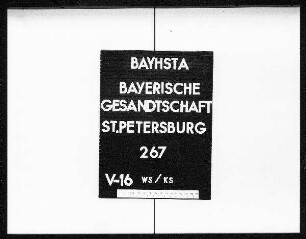 BAYHSTA
BAYERISCHE
GESANDTSCHAFT
ST.PETERSBURG
267
V-16 WS/KS